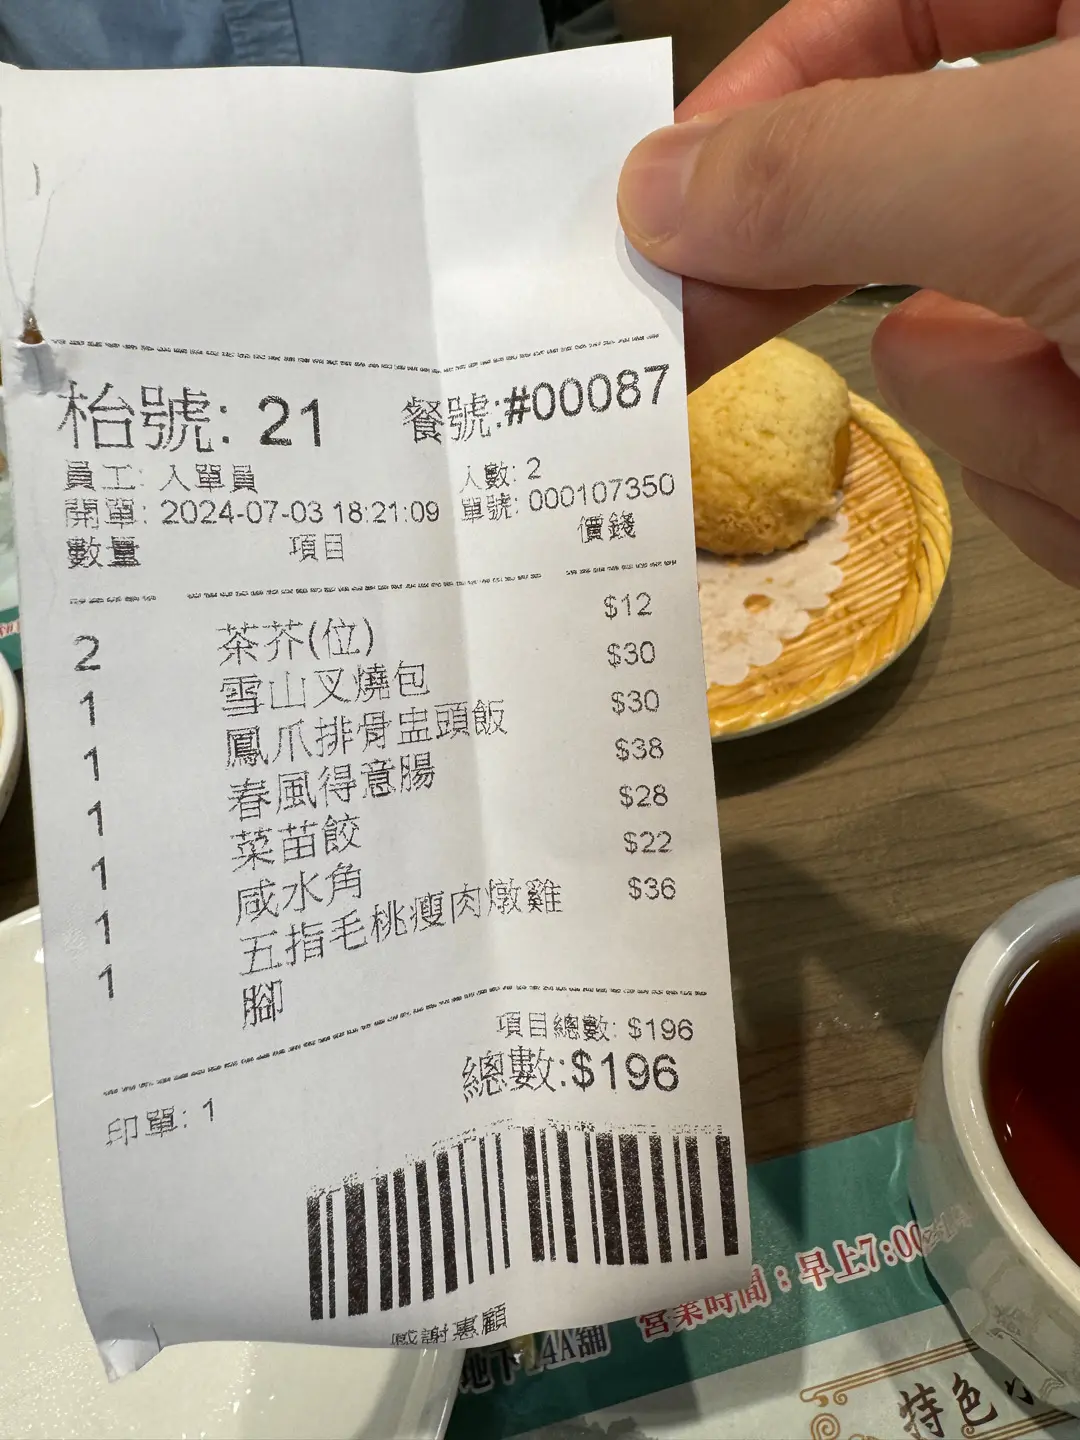 枱號: 21 餐號:#00087
員工: 入單員 人數: 2
開單: 2024-07-03 18:21:09 單號: 000107350
數量 項目 價錢
2 茶芥(位) $12
1 雪山叉燒包 $30
1 鳳爪排骨盅頭飯 $30
1 春風得意腸 $38
1 菜苗餃 $28
1 咸水角 $22
1 五指毛桃瘦肉燉雞 $36
腳
項目總數: $196
總數:$196
印單: 1
感謝惠顧
營業時間：早上7:00
地下 4A舖
特色